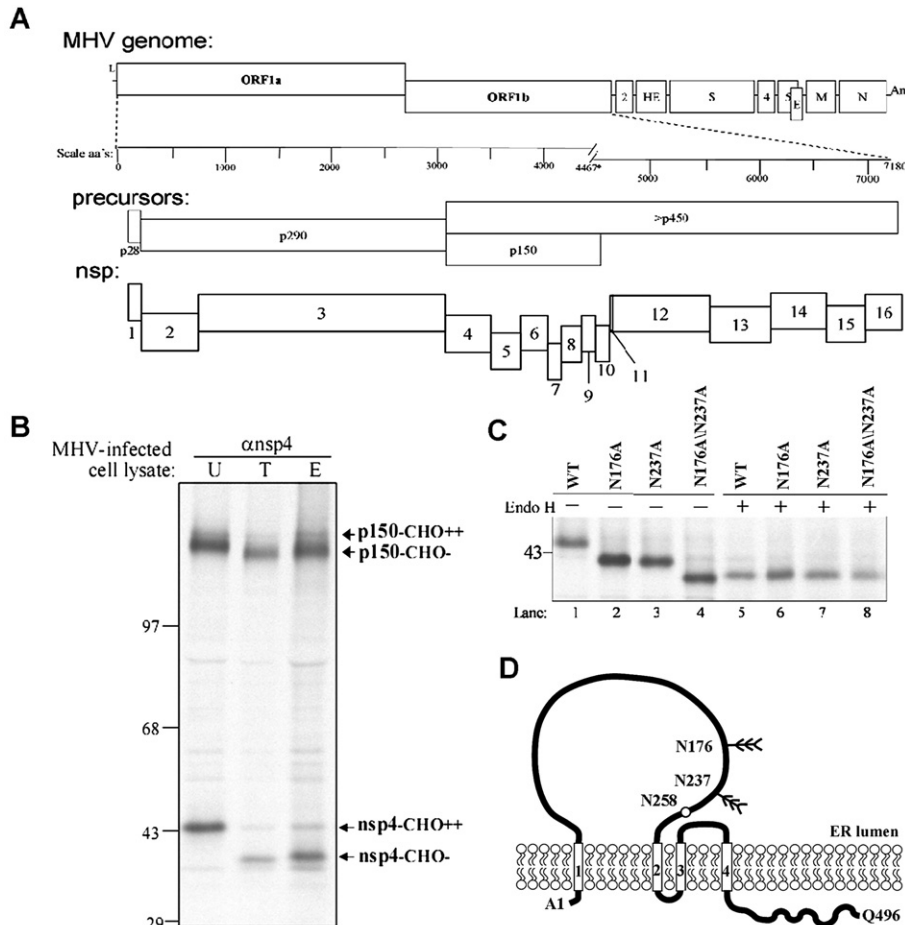 A
MHV genome:
L
ORF1a
ORF1b
2
HE
S
4
5
E
M
N
An
Scale aa's:
0
1000
2000
3000
4000
4467*
5000
6000
7000
7180
precursors:
p28
p290
>p450
p150
nsp:
1
2
3
4
5
6
7
8
9
10
11
12
13
14
15
16
B
αnsp4
MHV-infected
cell lysate: U T E
p150-CHO++
p150-CHO-
97
68
43
nsp4-CHO++
nsp4-CHO-
29
C
WT N176A N237A N176A\N237A WT N176A N237A N176A\N237A
Endo H − − − − + + + +
43
Lane: 1 2 3 4 5 6 7 8
D
N176
N237
N258
ER lumen
1 2 3 4
A1
Q496